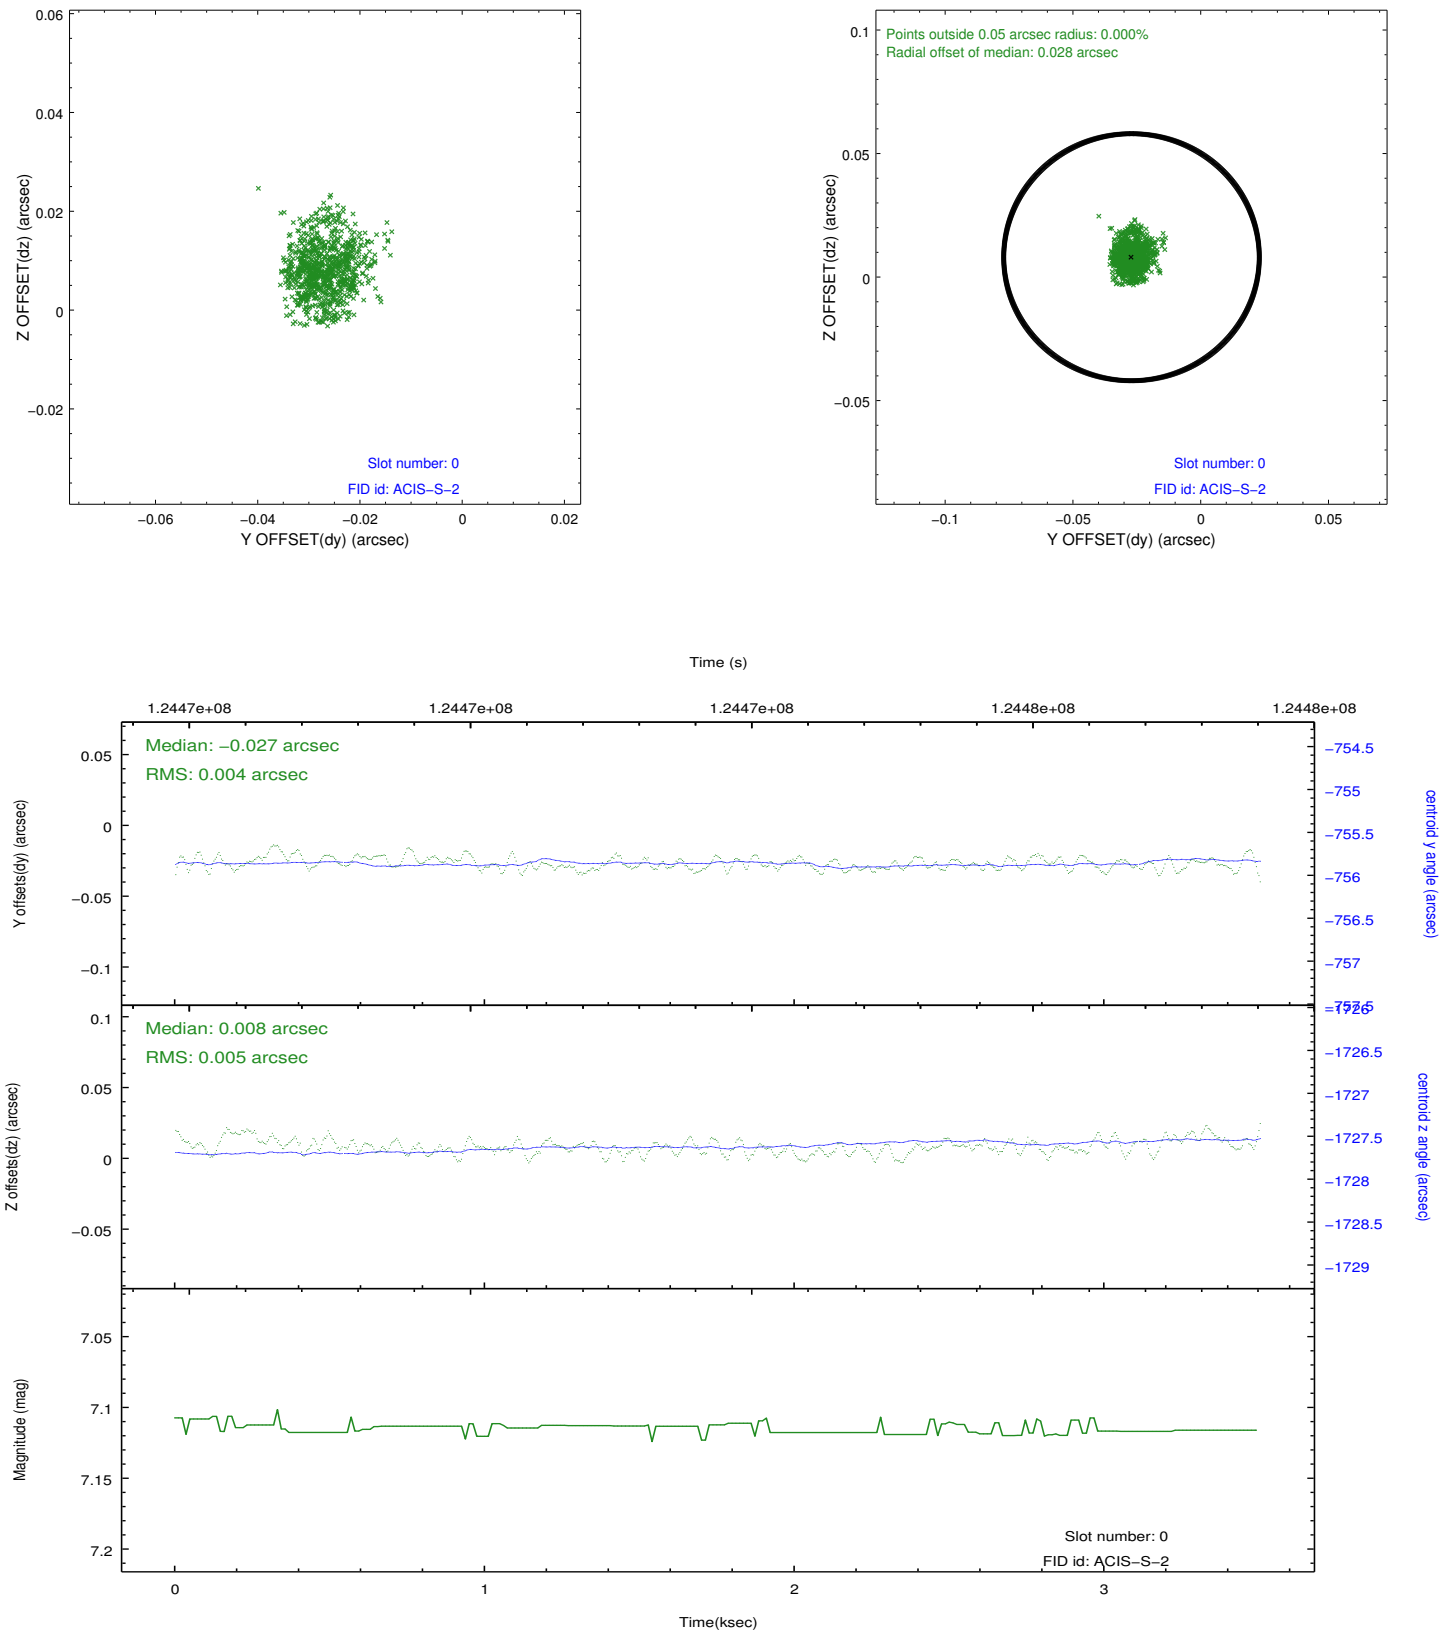 0.06
0.04
0.02
0
−0.02
Z OFFSET(dz) (arcsec)
Slot number: 0
FID id: ACIS−S−2
−0.06
−0.04
−0.02
0
0.02
Y OFFSET(dy) (arcsec)
Points outside 0.05 arcsec radius: 0.000%
Radial offset of median: 0.028 arcsec
0.1
0.05
0
−0.05
Z OFFSET(dz) (arcsec)
Slot number: 0
FID id: ACIS−S−2
−0.1
−0.05
0
0.05
Y OFFSET(dy) (arcsec)
Time (s)
1.2447e+08
1.2447e+08
1.2447e+08
1.2448e+08
1.2448e+08
Median: −0.027 arcsec
RMS: 0.004 arcsec
0.05
0
−0.05
−0.1
Y offsets(dy) (arcsec)
−754.5
−755
−755.5
−756
−756.5
−757
−757.5
centroid y angle (arcsec)
Median: 0.008 arcsec
RMS: 0.005 arcsec
0.1
0.05
0
−0.05
Z offsets(dz) (arcsec)
−1726
−1726.5
−1727
−1727.5
−1728
−1728.5
−1729
centroid z angle (arcsec)
7.05
7.1
7.15
7.2
Magnitude (mag)
Slot number: 0
FID id: ACIS−S−2
0
1
2
3
Time(ksec)